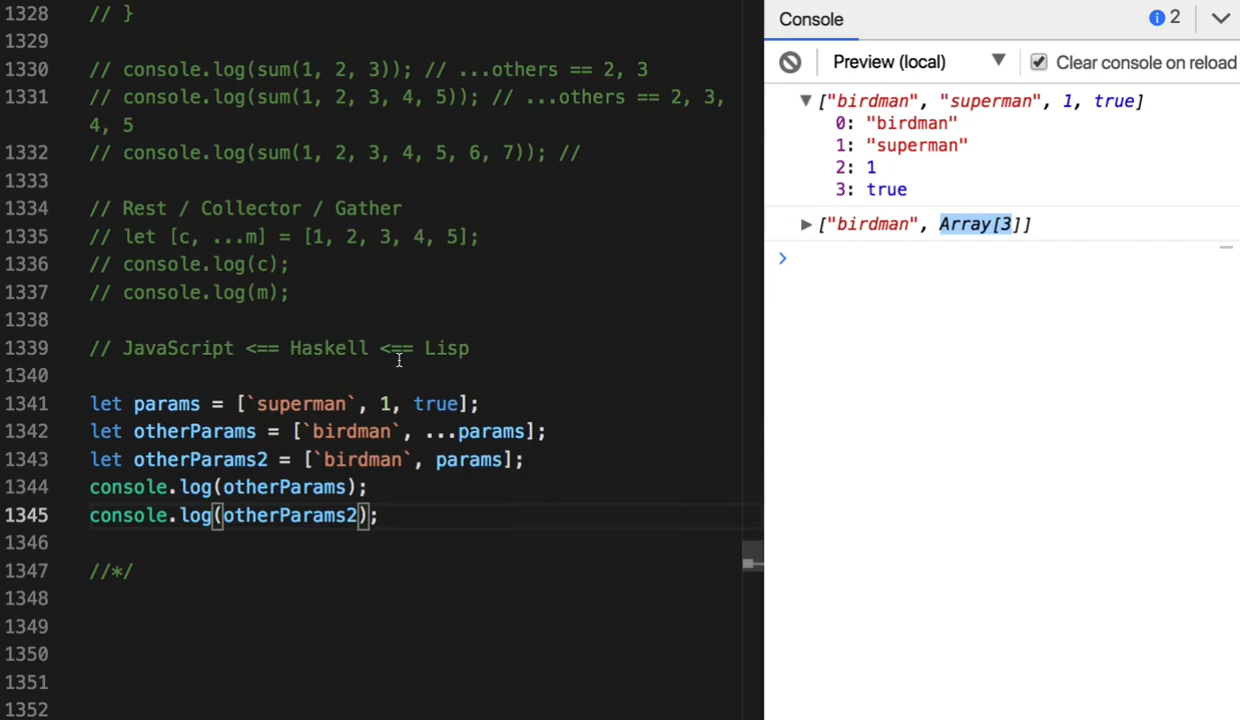 1328 // }
1329
1330 // console.log(sum(1, 2, 3)); // ...others == 2, 3
1331 // console.log(sum(1, 2, 3, 4, 5)); // ...others == 2, 3,
4, 5
1332 // console.log(sum(1, 2, 3, 4, 5, 6, 7)); //
1333
1334 // Rest / Collector / Gather
1335 // let [c, ...m] = [1, 2, 3, 4, 5];
1336 // console.log(c);
1337 // console.log(m);
1338
1339 // JavaScript <== Haskell <== Lisp
1340
1341 let params = [`superman`, 1, true];
1342 let otherParams = [`birdman`, ...params];
1343 let otherParams2 = [`birdman`, params];
1344 console.log(otherParams);
1345 console.log(otherParams2);
1346
1347 //*/
1348
1349
1350
1351
1352
Console
2
Preview (local)
Clear console on reload
["birdman", "superman", 1, true]
0: "birdman"
1: "superman"
2: 1
3: true
["birdman", Array[3]]